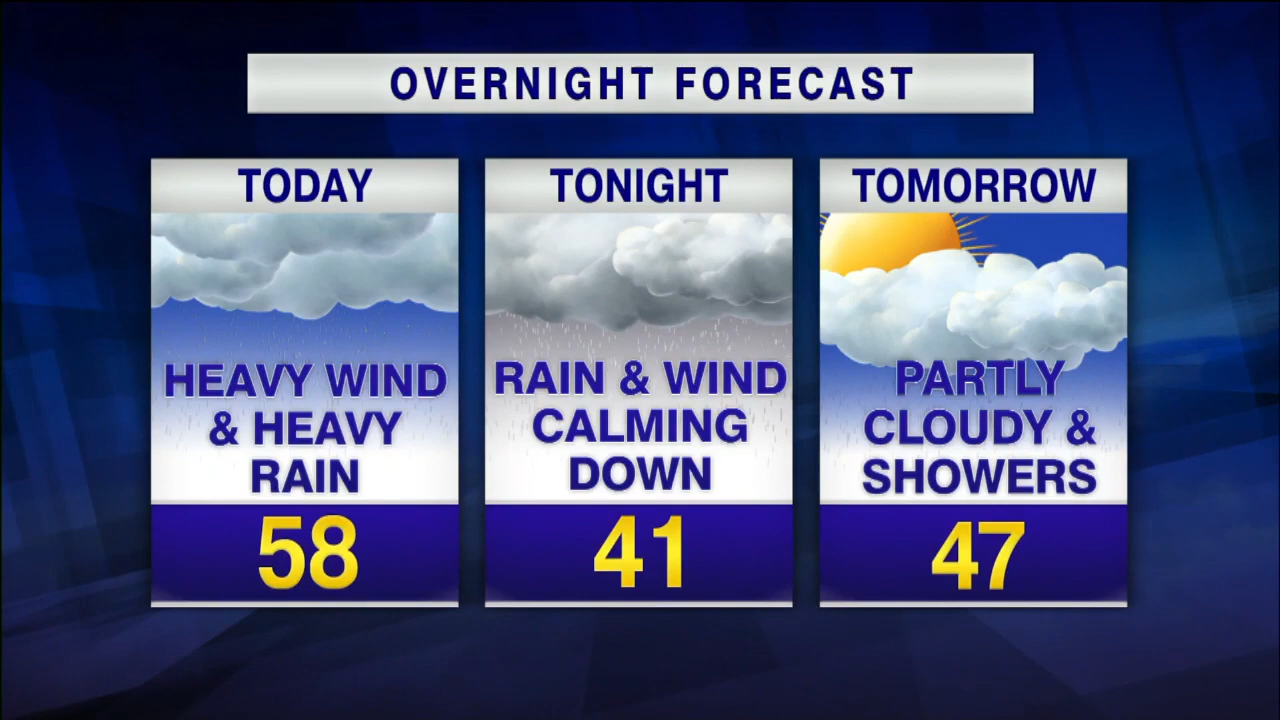 OVERNIGHT FORECAST
TODAY
HEAVY WIND
& HEAVY
RAIN
58
TONIGHT
RAIN & WIND
CALMING
DOWN
41
TOMORROW
PARTLY
CLOUDY &
SHOWERS
47